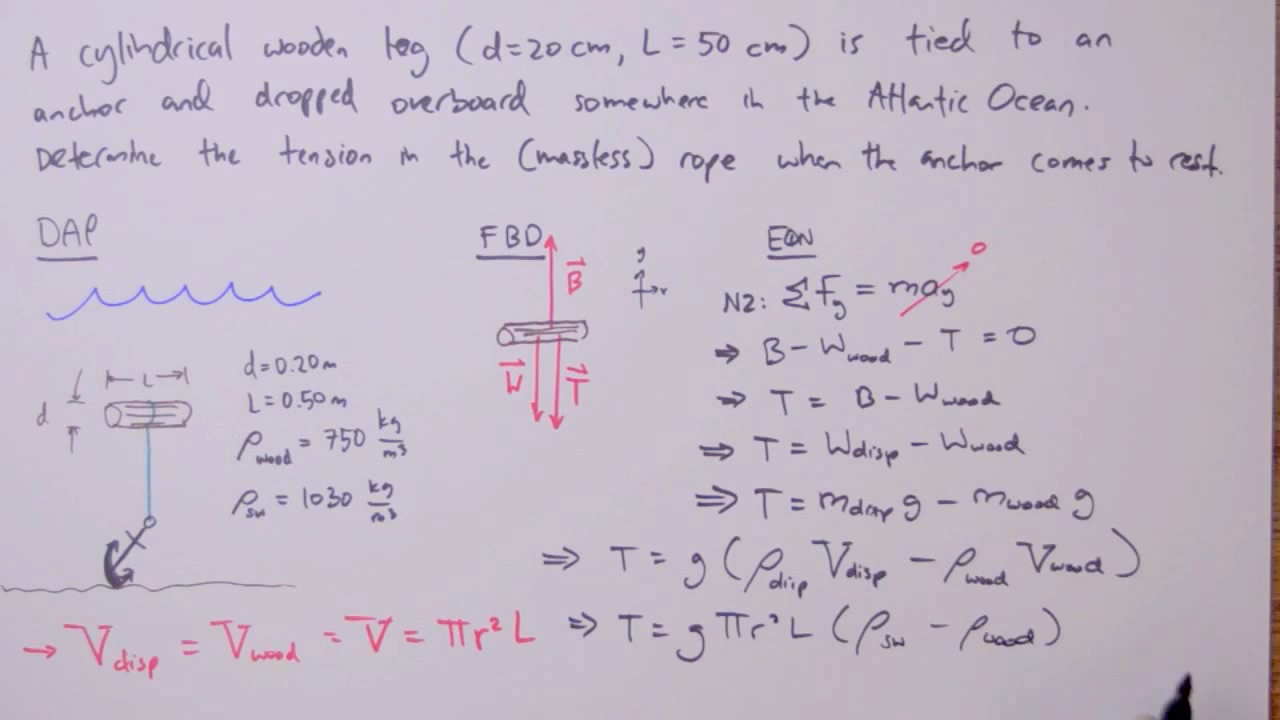 A cylindrical wooden log (d=20 cm, L = 50 cm) is tied to an
anchor and dropped overboard somewhere in the Atlantic Ocean.
Determine the tension in the (massless) rope when the anchor comes to rest.
DAP
L
d
d=0.20m
L=0.50m
ρwood = 750 kg/m³
ρsw = 1030 kg/m³
FBD
B⃗
W⃗
T⃗
y
x
EQN
N2: ΣFy = may
0
⇒ B - Wwood - T = 0
⇒ T = B - Wwood
⇒ T = Wdisp - Wwood
⇒ T = mdisp g - mwood g
⇒ T = g (ρdisp Vdisp - ρwood Vwood)
→ Vdisp = Vwood = V = πr² L
⇒ T = g πr² L (ρsw - ρwood)